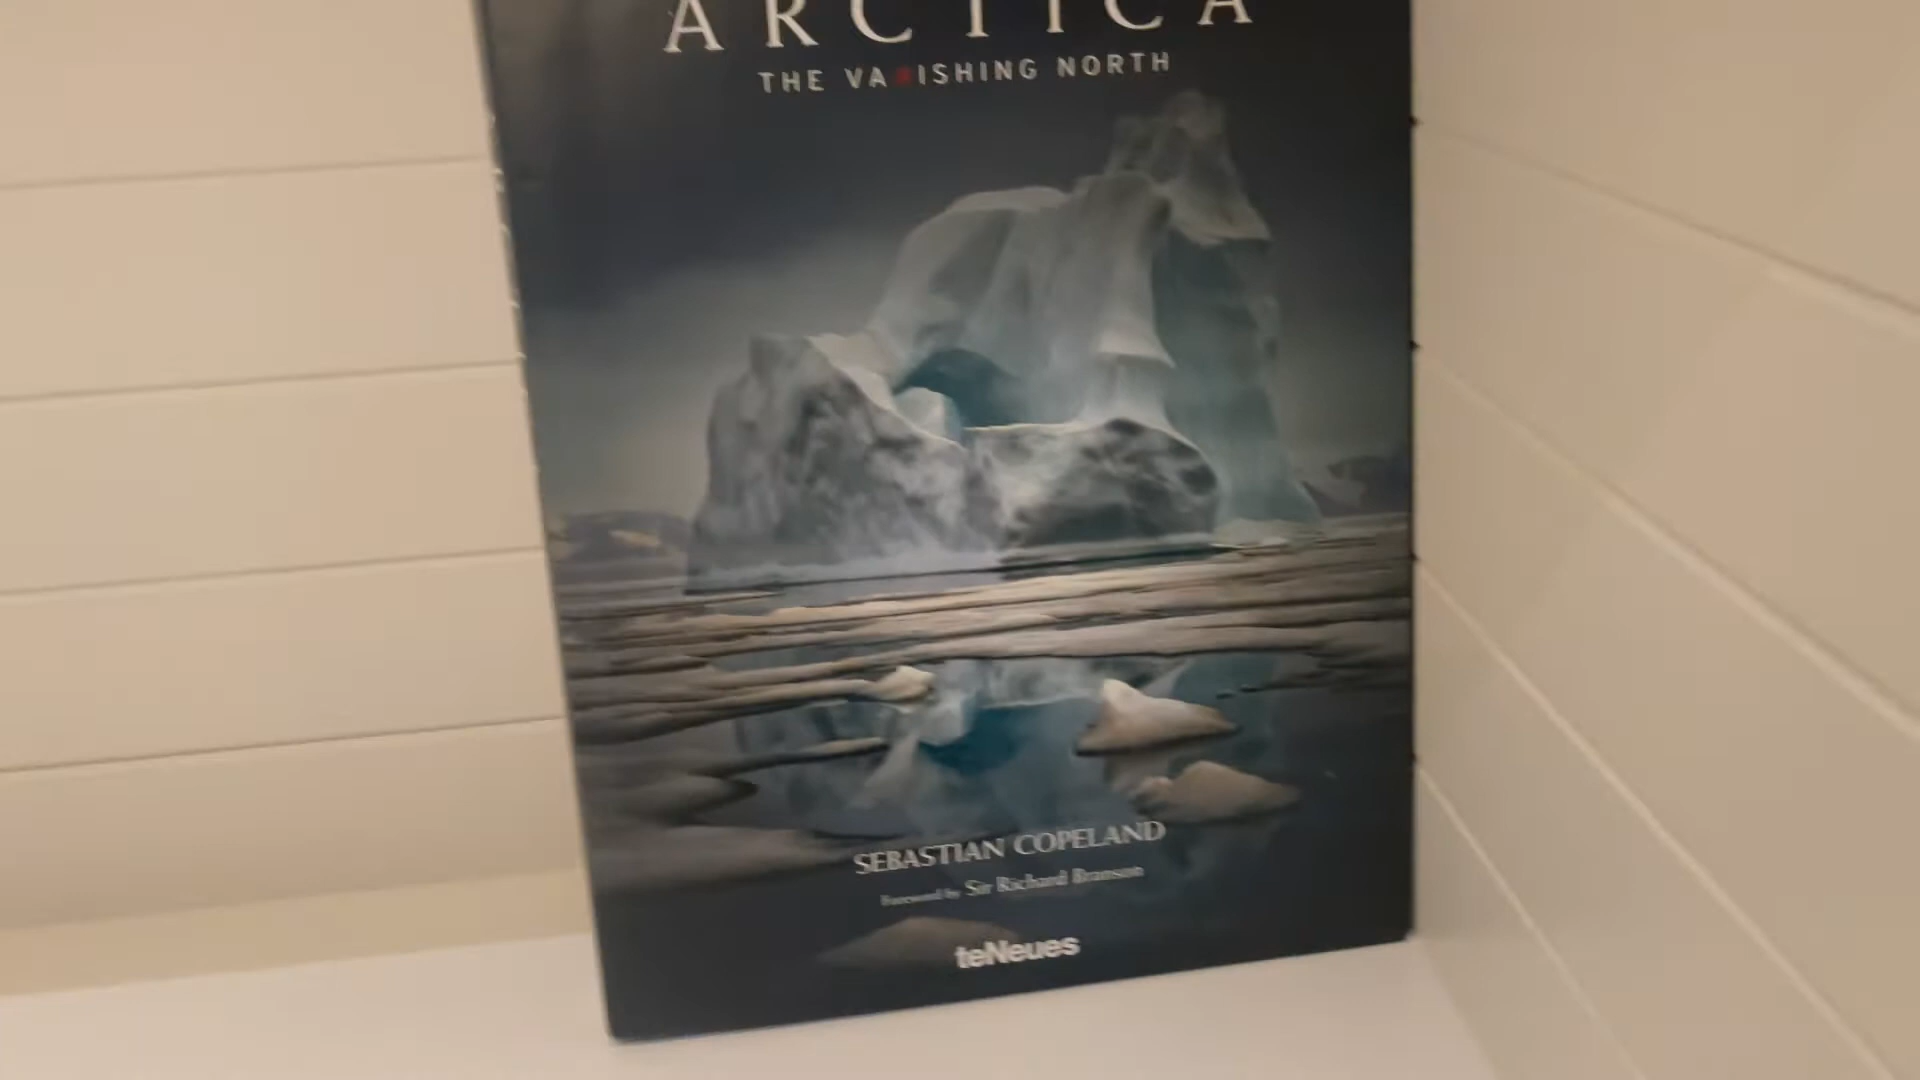 ARCTICA
THE VANISHING NORTH
SEBASTIAN COPELAND
Foreword by Sir Richard Branson
teNeues